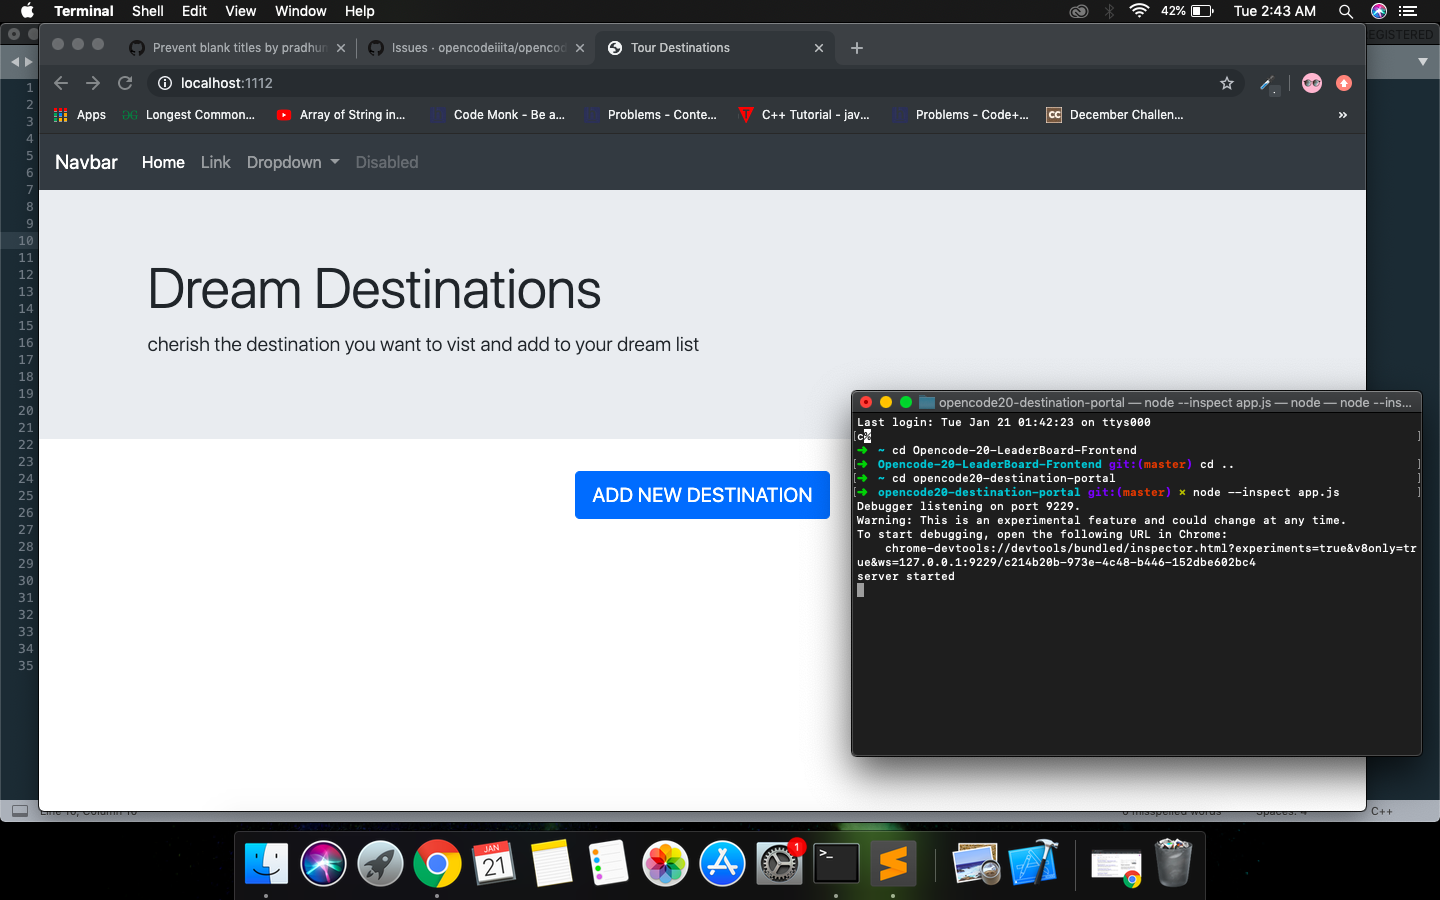 Terminal Shell Edit View Window Help 42% Tue 2:43 AM
EGISTERED
Prevent blank titles by pradhun Issues · opencodeiiita/opencod Tour Destinations
localhost:1112
Apps Longest Common... Array of String in... Code Monk - Be a... Problems - Conte... C++ Tutorial - jav... Problems - Code+... December Challen... »
Navbar Home Link Dropdown Disabled
Dream Destinations
cherish the destination you want to vist and add to your dream list
ADD NEW DESTINATION
opencode20-destination-portal — node --inspect app.js — node — node --ins...
Last login: Tue Jan 21 01:42:23 on ttys000
[c% ]
➜ ~ cd Opencode-20-LeaderBoard-Frontend
[➜ Opencode-20-LeaderBoard-Frontend git:(master) cd .. ]
[➜ ~ cd opencode20-destination-portal ]
[➜ opencode20-destination-portal git:(master) ✗ node --inspect app.js ]
Debugger listening on port 9229.
Warning: This is an experimental feature and could change at any time.
To start debugging, open the following URL in Chrome:
chrome-devtools://devtools/bundled/inspector.html?experiments=true&v8only=tr
ue&ws=127.0.0.1:9229/c214b20b-973e-4c48-b446-152dbe602bc4
server started
1
2
3
4
5
6
7
8
9
10
11
12
13
14
15
16
17
18
19
20
21
22
23
24
25
26
27
28
29
30
31
32
33
34
35
misspelled words Spaces: 4 C++
JAN
21
1
>_